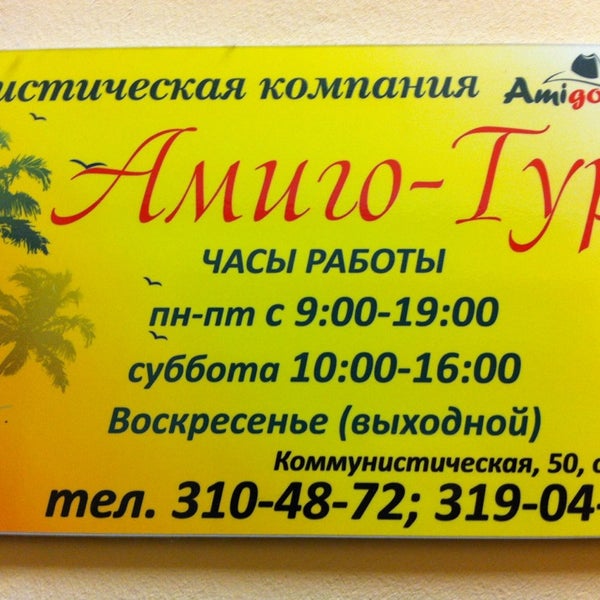 истическая компания Amigo
Амиго-Тур
ЧАСЫ РАБОТЫ
пн-пт с 9:00-19:00
суббота 10:00-16:00
Воскресенье (выходной)
Коммунистическая, 50, о
тел. 310-48-72; 319-04-